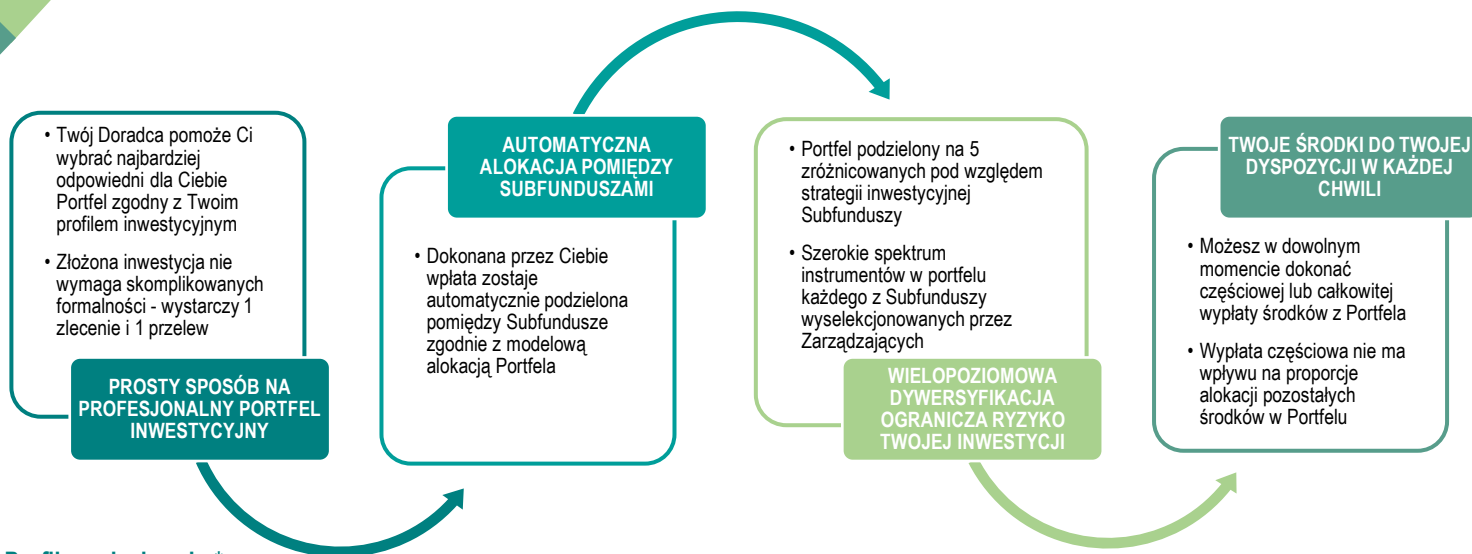 • Twój Doradca pomoże Ci
wybrać najbardziej
odpowiedni dla Ciebie
Portfel zgodny z Twoim
profilem inwestycyjnym
• Złożona inwestycja nie
wymaga skomplikowanych
formalności - wystarczy 1
zlecenie i 1 przelew
PROSTY SPOSÓB NA
PROFESJONALNY PORTFEL
INWESTYCYJNY
AUTOMATYCZNA
ALOKACJA POMIĘDZY
SUBFUNDUSZAMI
• Dokonana przez Ciebie
wpłata zostaje
automatycznie podzielona
pomiędzy Subfundusze
zgodnie z modelową
alokacją Portfela
• Portfel podzielony na 5
zróżnicowanych pod względem
strategii inwestycyjnej
Subfunduszy
• Szerokie spektrum
instrumentów w portfelu
każdego z Subfunduszy
wyselekcjonowanych przez
Zarządzających
WIELOPOZIOMOWA
DYWERSYFIKACJA
OGRANICZA RYZYKO
TWOJEJ INWESTYCJI
TWOJE ŚRODKI DO TWOJEJ
DYSPOZYCJI W KAŻDEJ
CHWILI
• Możesz w dowolnym
momencie dokonać
częściowej lub całkowitej
wypłaty środków z Portfela
• Wypłata częściowa nie ma
wpływu na proporcje
alokacji pozostałych
środków w Portfelu